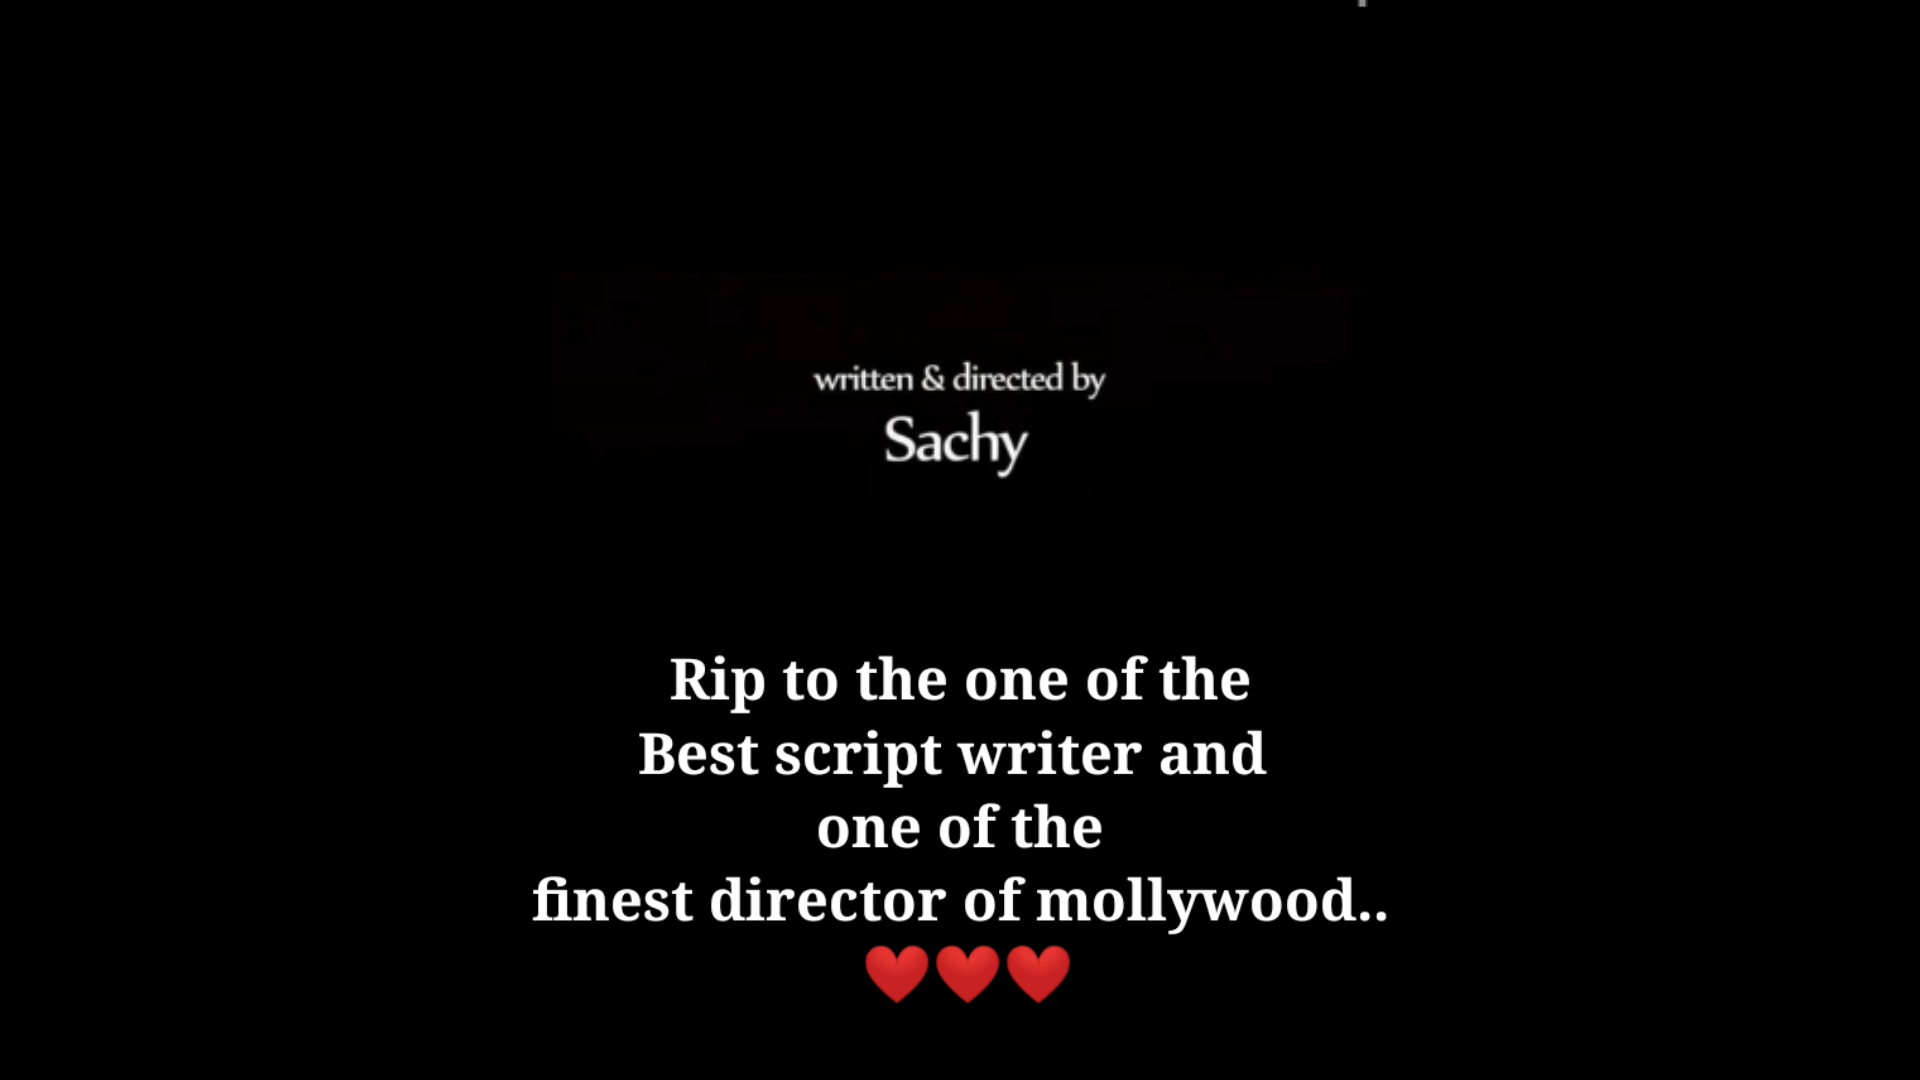 written & directed by
Sachy
Rip to the one of the
Best script writer and
one of the
finest director of mollywood..
❤️❤️❤️